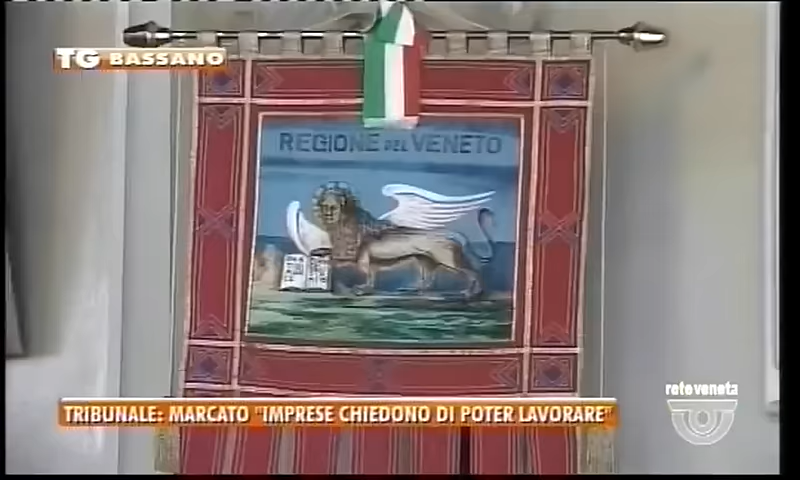 TG BASSANO
REGIONE DEL VENETO
TRIBUNALE: MARCATO "IMPRESE CHIEDONO DI POTER LAVORARE"
reteveneta